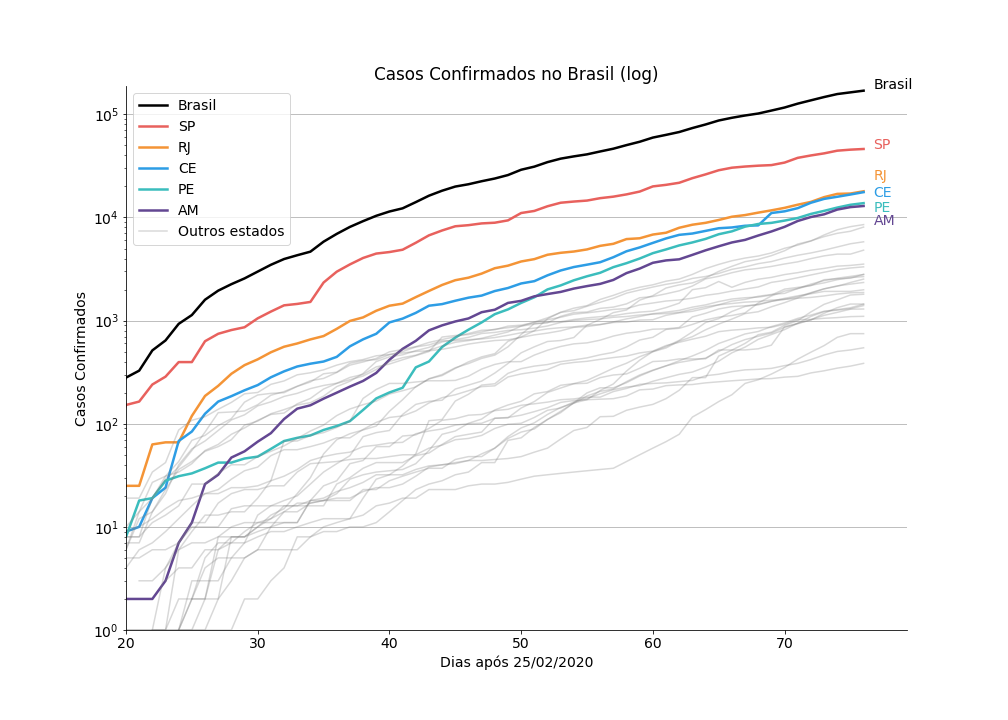 Casos Confirmados no Brasil (log)
Brasil
SP
RJ
CE
PE
AM
Outros estados
Brasil
SP
RJ
CE
PE
AM
10⁵
10⁴
10³
10²
10¹
10⁰
Casos Confirmados
20 30 40 50 60 70
Dias após 25/02/2020